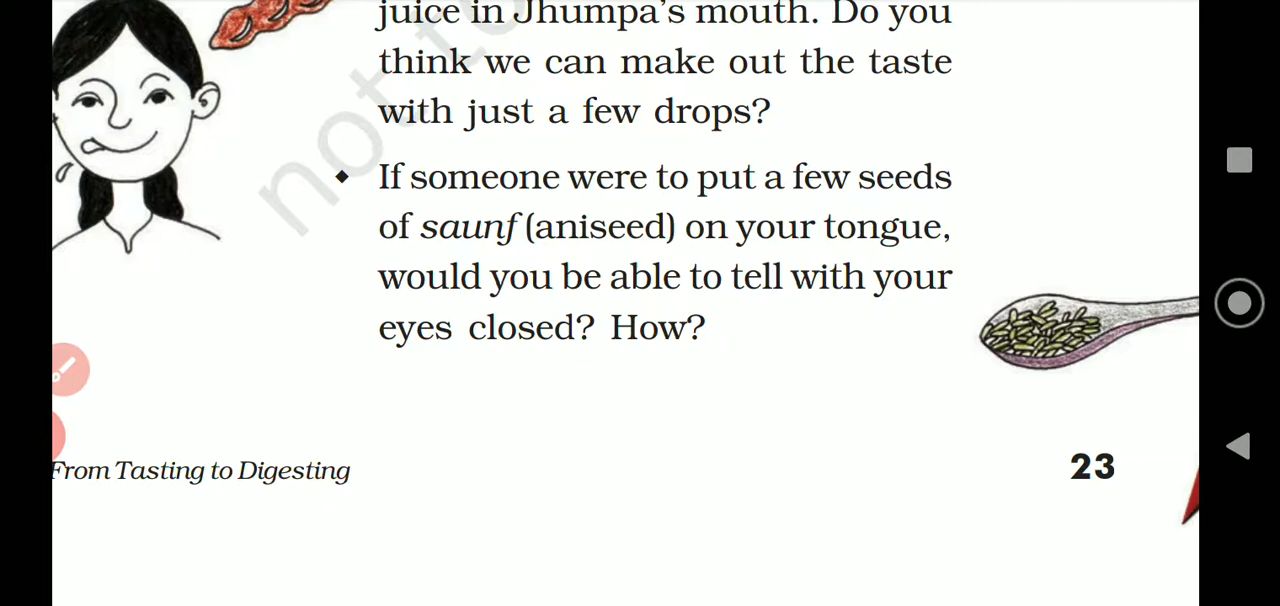 juice in Jhumpa's mouth. Do you
think we can make out the taste
with just a few drops?
◆ If someone were to put a few seeds
of saunf (aniseed) on your tongue,
would you be able to tell with your
eyes closed? How?
not to
From Tasting to Digesting
23